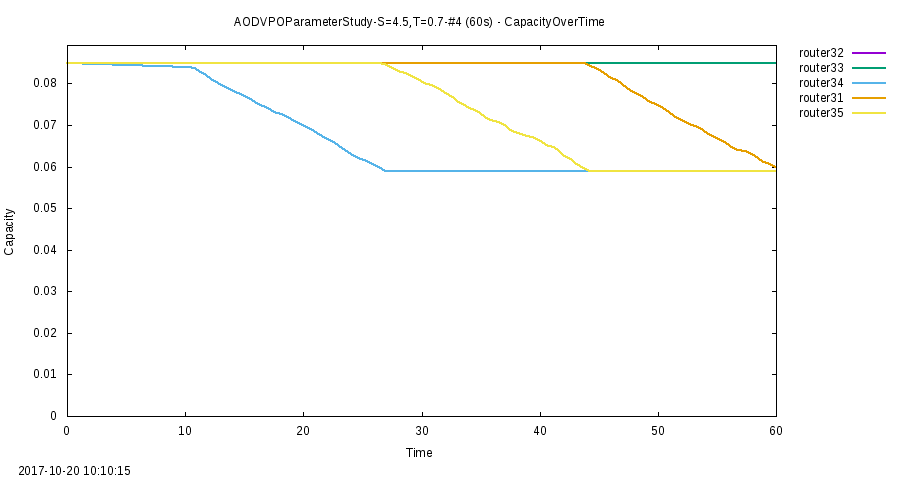 AODVPOParameterStudy-S=4.5,T=0.7-#4 (60s) - CapacityOverTime
router32
router33
router34
router31
router35
0.08
0.07
0.06
0.05
0.04
0.03
0.02
0.01
0
Capacity
0 10 20 30 40 50 60
Time
2017-10-20 10:10:15